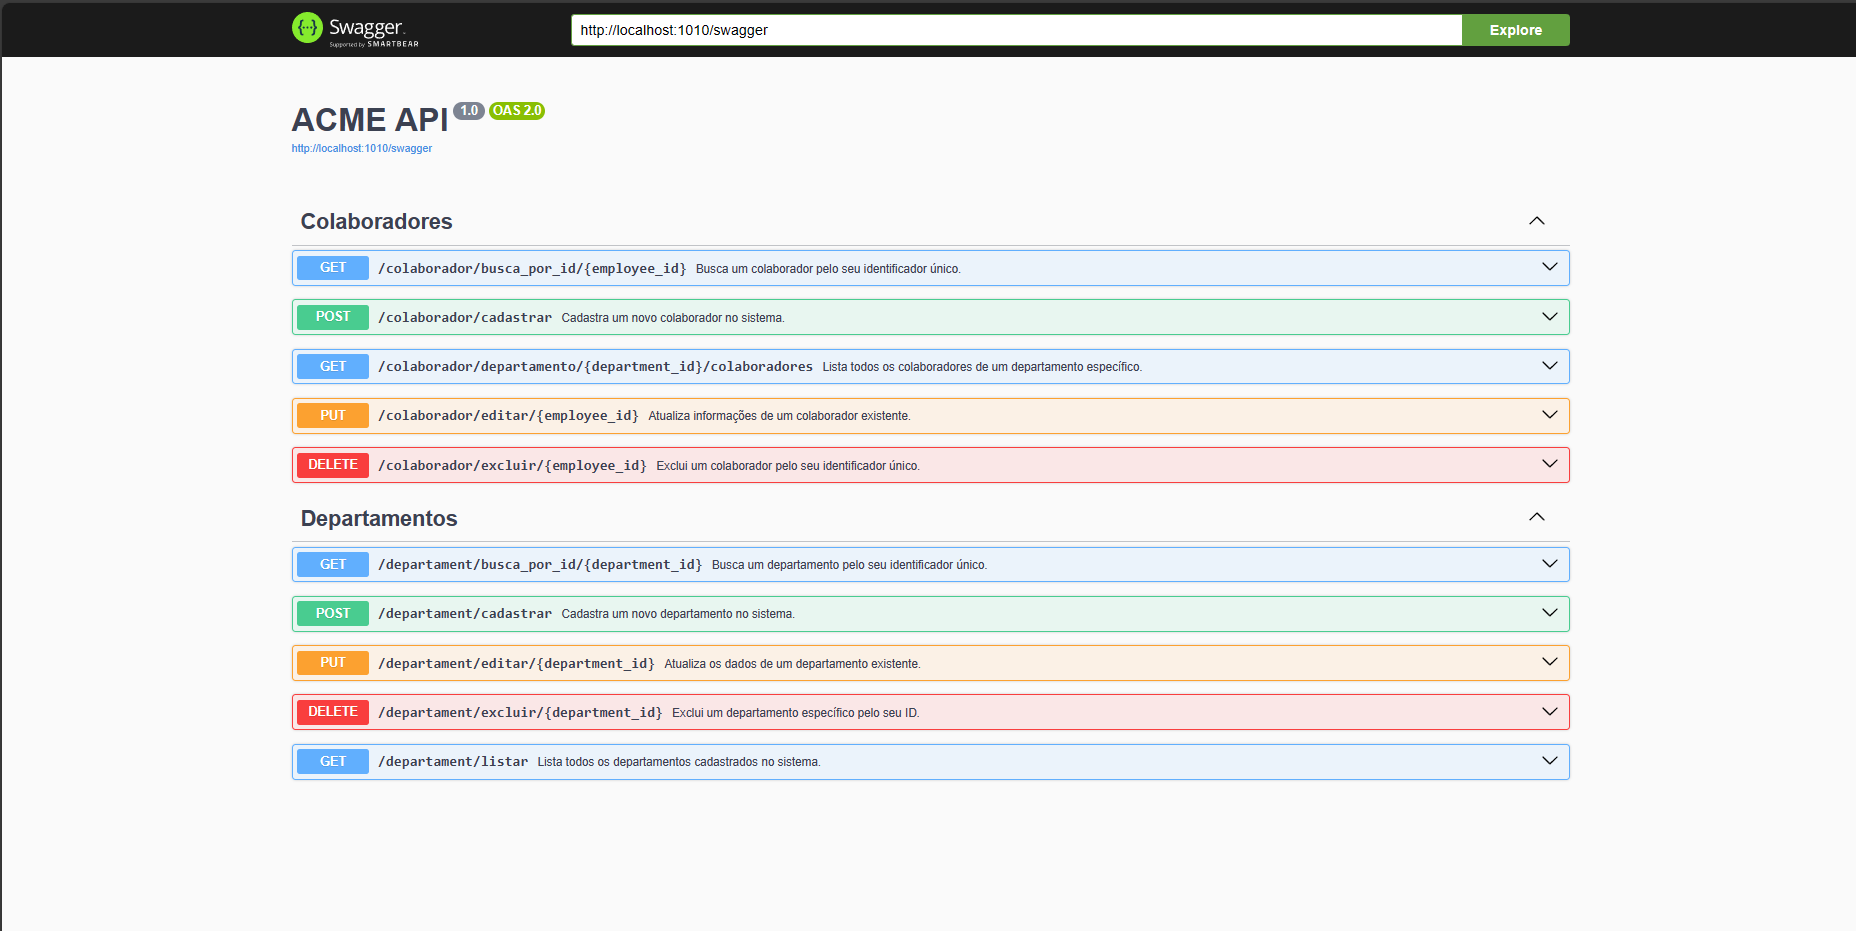 Swagger
Supported by SMARTBEAR
http://localhost:1010/swagger
Explore
ACME API 1.0 OAS 2.0
http://localhost:1010/swagger
Colaboradores
GET /colaborador/busca_por_id/{employee_id} Busca um colaborador pelo seu identificador único.
POST /colaborador/cadastrar Cadastra um novo colaborador no sistema.
GET /colaborador/departamento/{department_id}/colaboradores Lista todos os colaboradores de um departamento específico.
PUT /colaborador/editar/{employee_id} Atualiza informações de um colaborador existente.
DELETE /colaborador/excluir/{employee_id} Exclui um colaborador pelo seu identificador único.
Departamentos
GET /departament/busca_por_id/{department_id} Busca um departamento pelo seu identificador único.
POST /departament/cadastrar Cadastra um novo departamento no sistema.
PUT /departament/editar/{department_id} Atualiza os dados de um departamento existente.
DELETE /departament/excluir/{department_id} Exclui um departamento específico pelo seu ID.
GET /departament/listar Lista todos os departamentos cadastrados no sistema.